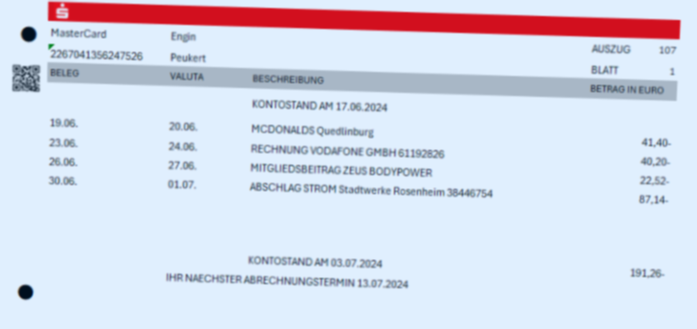 MasterCard Engin AUSZUG 107
2267041356247526 Peukert BLATT 1
BELEG VALUTA BESCHREIBUNG BETRAG IN EURO
KONTOSTAND AM 17.06.2024
19.06. 20.06. MCDONALDS Quedlinburg 41,40-
23.06. 24.06. RECHNUNG VODAFONE GMBH 61192826 40,20-
26.06. 27.06. MITGLIEDSBEITRAG ZEUS BODYPOWER 22,52-
30.06. 01.07. ABSCHLAG STROM Stadtwerke Rosenheim 38446754 87,14-
KONTOSTAND AM 03.07.2024 191,26-
IHR NAECHSTER ABRECHNUNGSTERMIN 13.07.2024